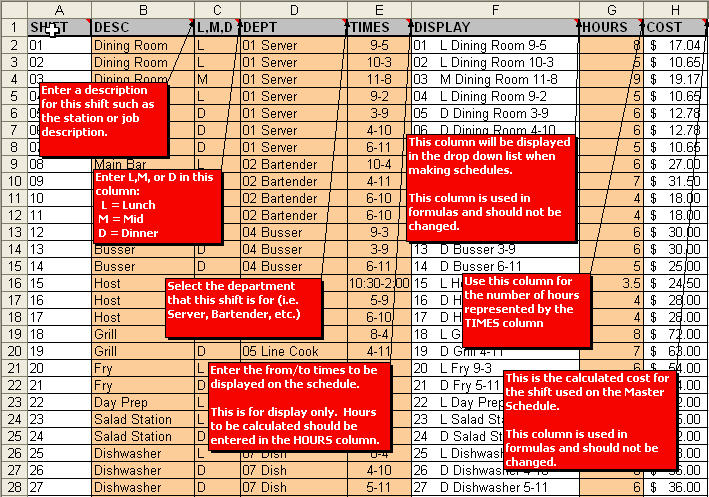 A B C D E F G H
1 SHIFT DESC L,M,D DEPT TIMES DISPLAY HOURS COST
2 01 Dining Room L 01 Server 9-5 01 L Dining Room 9-5 8 $ 17.04
3 02 Dining Room L 01 Server 10-3 02 L Dining Room 10-3 5 $ 10.65
4 03 Dining Room M 01 Server 11-8 03 M Dining Room 11-8 9 $ 19.17
5 L 01 Server 9-2 04 L Dining Room 9-2 5 $ 10.65
6 D 01 Server 3-9 05 D Dining Room 3-9 6 $ 12.78
7 D 01 Server 4-10 06 D Dining Room 4-10 6 $ 12.78
8 D 01 Server 6-11 5 $ 10.65
9 08 Main Bar L 02 Bartender 10-4 6 $ 27.00
10 09 02 Bartender 4-11 7 $ 31.50
11 10 02 Bartender 6-10 4 $ 18.00
12 11 02 Bartender 6-10 4 $ 18.00
13 12 04 Busser 9-3 6 $ 30.00
14 13 Busser D 04 Busser 3-9 13 D Busser 3-9 6 $ 30.00
15 14 Busser D 04 Busser 6-11 14 D Busser 6-11 5 $ 25.00
16 15 Host 10:30-2:00 15 L 3.5 $ 24.50
17 16 Host 5-9 16 D H 4 $ 28.00
18 17 Host 6-10 17 D H 4 $ 28.00
19 18 Grill 8-4 18 L G 8 $ 72.00
20 19 Grill D 05 Line Cook 4-11 19 D Grill 4-11 7 $ 63.00
21 20 Fry L 20 L Fry 9-3
22 21 Fry D 21 D Fry 5-11
23 22 Day Prep L 22 L Day
24 23 Salad Station L 23 L Salad
25 24 Salad Station D 24 D Salad
26 25 Dishwasher L 25 L Dishwasher
27 26 Dishwasher D 07 Dish 4-10 26 D Dishwasher 4-10 6 $ 36.00
28 27 Dishwasher D 07 Dish 5-11 27 D Dishwasher 5-11 6 $ 36.00
Enter a description
for this shift such as
the station or job
description.
Enter L,M, or D in this
column:
L = Lunch
M = Mid
D = Dinner
Select the department
that this shift is for (i.e.
Server, Bartender, etc.)
Enter the from/to times to be
displayed on the schedule.
This is for display only. Hours
to be calculated should be
entered in the HOURS column.
This column will be displayed
in the drop down list when
making schedules.
This column is used in
formulas and should not be
changed.
Use this column for
the number of hours
represented by the
TIMES column
This is the calculated cost for
the shift used on the Master
Schedule.
This column is used in
formulas and should not be
changed.